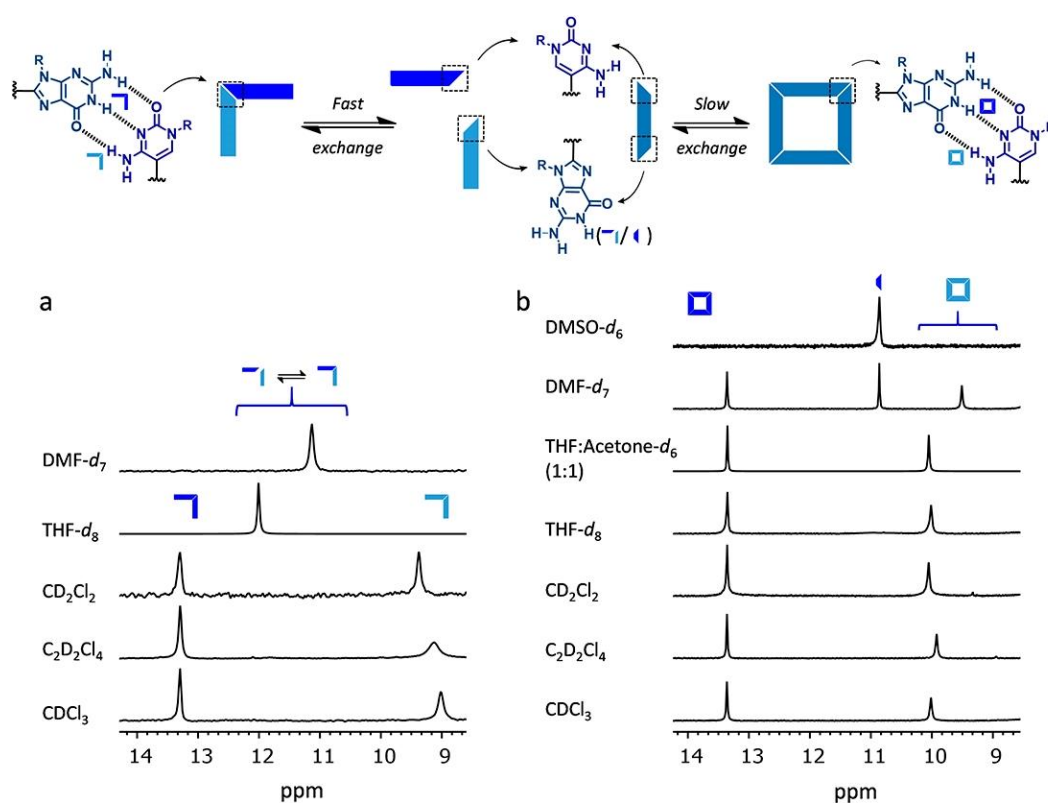 R
N
N
N
N
H
H
O
H
O
N
N
R
H
N
H
Fast
exchange
R
O
N
N
NH2
R
N
N
O
N
N
H
H–N
H
( / )
Slow
exchange
R
N
N
N
N
H
H
O
H
O
N
N
R
H
N
H
a
DMF-d7
THF-d8
CD2Cl2
C2D2Cl4
CDCl3
14 13 12 11 10 9
ppm
b
DMSO-d6
DMF-d7
THF:Acetone-d6
(1:1)
THF-d8
CD2Cl2
C2D2Cl4
CDCl3
14 13 12 11 10 9
ppm